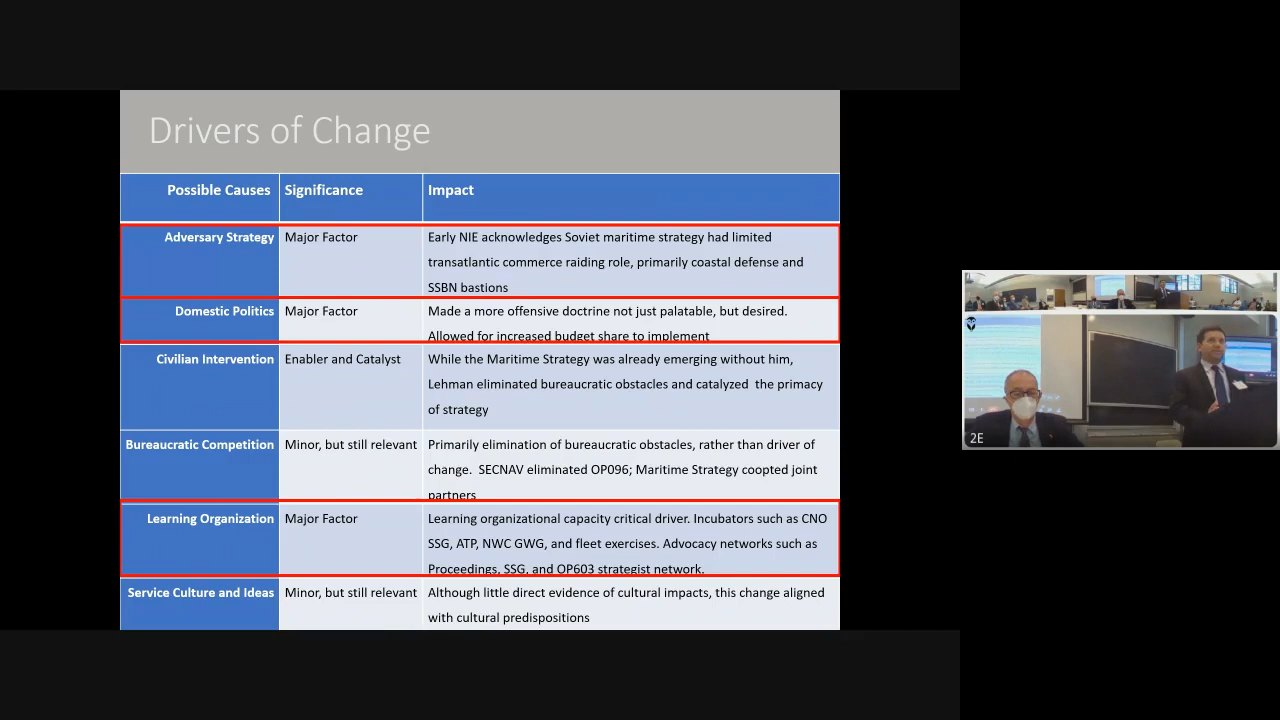 Drivers of Change
Possible Causes Significance Impact
Adversary Strategy Major Factor Early NIE acknowledges Soviet maritime strategy had limited
transatlantic commerce raiding role, primarily coastal defense and
SSBN bastions
Domestic Politics Major Factor Made a more offensive doctrine not just palatable, but desired.
Allowed for increased budget share to implement
Civilian Intervention Enabler and Catalyst While the Maritime Strategy was already emerging without him,
Lehman eliminated bureaucratic obstacles and catalyzed the primacy
of strategy
Bureaucratic Competition Minor, but still relevant Primarily elimination of bureaucratic obstacles, rather than driver of
change. SECNAV eliminated OP096; Maritime Strategy coopted joint
partners
Learning Organization Major Factor Learning organizational capacity critical driver. Incubators such as CNO
SSG, ATP, NWC GWG, and fleet exercises. Advocacy networks such as
Proceedings, SSG, and OP603 strategist network.
Service Culture and Ideas Minor, but still relevant Although little direct evidence of cultural impacts, this change aligned
with cultural predispositions
2E